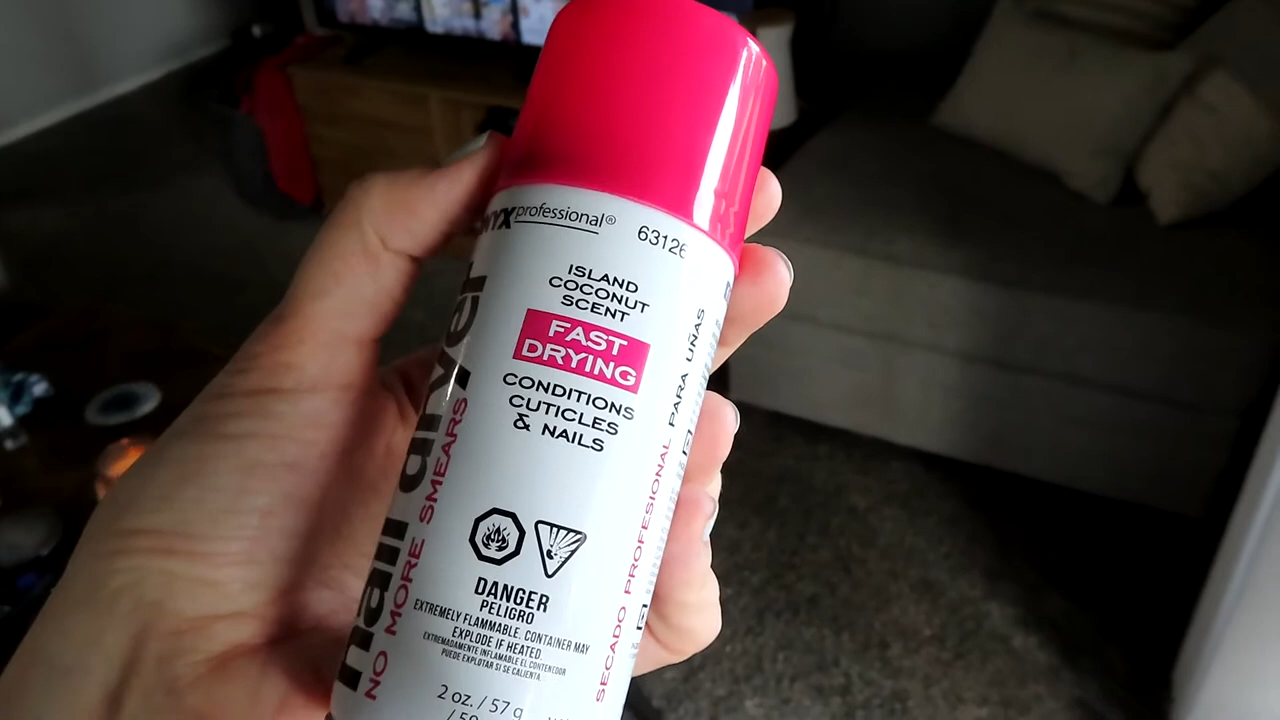 professional®
63126
ISLAND
COCONUT
SCENT
FAST
DRYING
CONDITIONS
CUTICLES
& NAILS
nail dryer
NO MORE SMEARS
SECADO PROFESIONAL PARA UÑAS
DANGER
PELIGRO
EXTREMELY FLAMMABLE. CONTAINER MAY
EXPLODE IF HEATED.
EXTREMADAMENTE INFLAMABLE EL CONTENEDOR
PUEDE EXPLOTAR SI SE CALIENTA.
2 oz. / 57 g